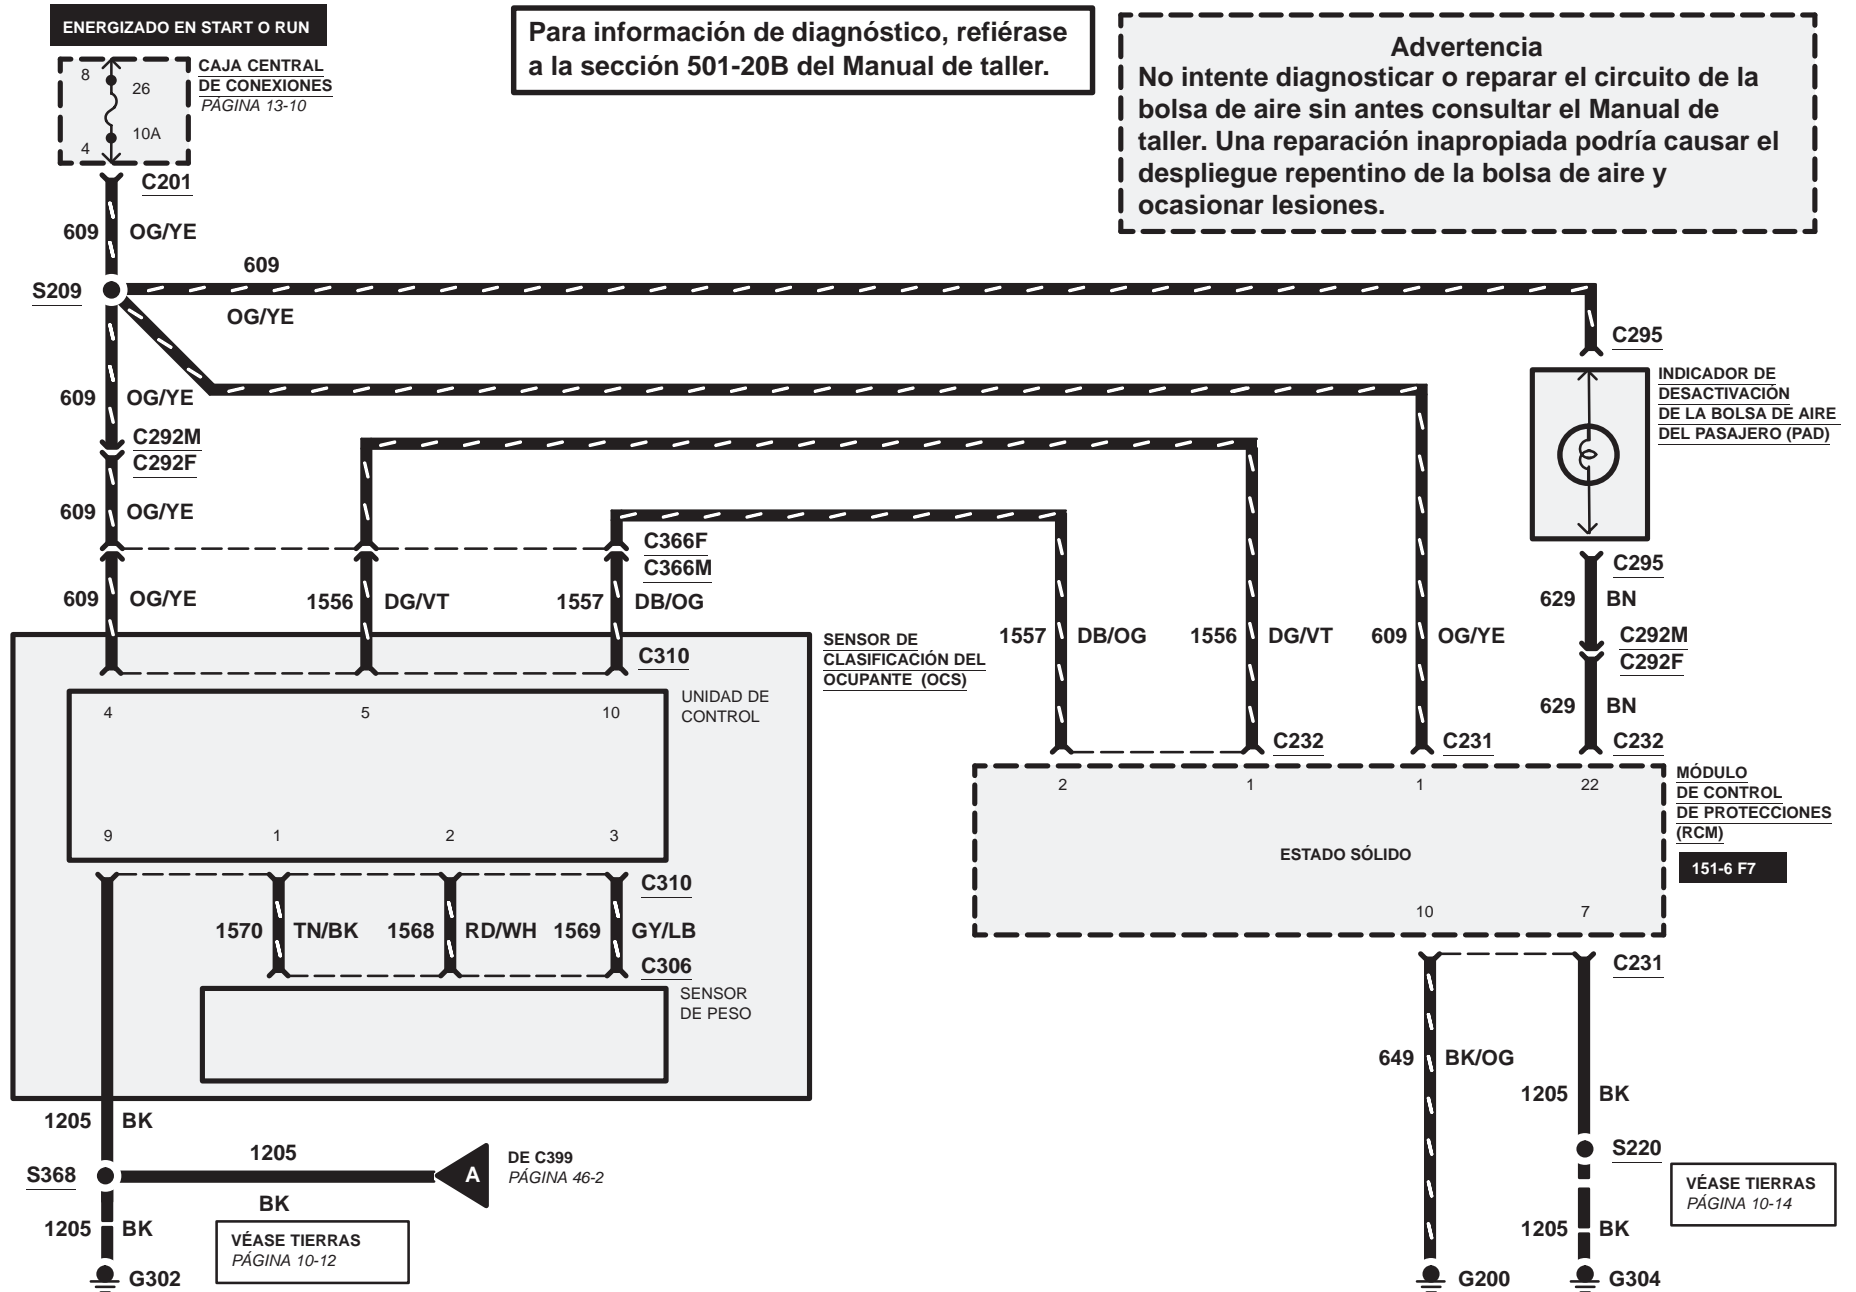 ENERGIZADO EN START O RUN
8
26
10A
4
CAJA CENTRAL
DE CONEXIONES
PÁGINA 13-10
C201
Para información de diagnóstico, refiérase
a la sección 501-20B del Manual de taller.
Advertencia
No intente diagnosticar o reparar el circuito de la
bolsa de aire sin antes consultar el Manual de
taller. Una reparación inapropiada podría causar el
despliegue repentino de la bolsa de aire y
ocasionar lesiones.
609 OG/YE
S209
609
OG/YE
C295
INDICADOR DE
DESACTIVACIÓN
DE LA BOLSA DE AIRE
DEL PASAJERO (PAD)
609 OG/YE
C292M
C292F
609 OG/YE
C366F
C366M
609 OG/YE
1556 DG/VT
1557 DB/OG
C310
SENSOR DE
CLASIFICACIÓN DEL
OCUPANTE (OCS)
1557 DB/OG
1556 DG/VT
609 OG/YE
C295
629 BN
C292M
C292F
629 BN
UNIDAD DE
CONTROL
4
5
10
9
1
2
3
C310
1570 TN/BK
1568 RD/WH
1569 GY/LB
C306
SENSOR
DE PESO
C232
C231
C232
2
1
1
22
ESTADO SÓLIDO
10
7
MÓDULO
DE CONTROL
DE PROTECCIONES
(RCM)
151-6 F7
C231
649 BK/OG
1205 BK
S220
VÉASE TIERRAS
PÁGINA 10-14
1205 BK
G200
G304
1205 BK
S368
1205
BK
A
DE C399
PÁGINA 46-2
1205 BK
VÉASE TIERRAS
PÁGINA 10-12
G302